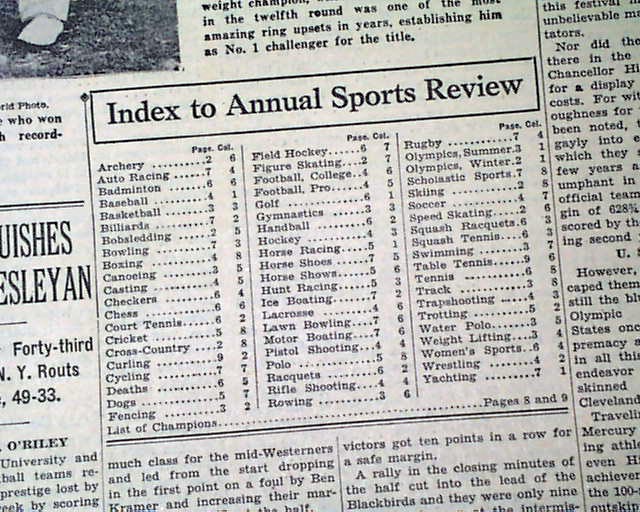 weight champion,
in the twelfth round was one of the most
amazing ring upsets in years, establishing him
as No. 1 challenger for the title.
rld Photo.
e who won
h record-
UISHES
ESLEYAN
Forty-third
N. Y. Routs
, 49-33.
O'RILEY
University and
ball teams re-
prestige lost by
eek by scoring
Index to Annual Sports Review
Page. Col.
Archery ............2 6
Auto Racing ......7 4
Badminton ........6 6
Baseball ..........4 1
Basketball ........3 3
Billiards ..........7 2
Bobsledding ......2 5
Bowling ..........7 3
Boxing ............4 8
Canoeing ..........3 5
Casting ............4 5
Checkers ..........6 4
Chess ..............6 6
Court Tennis......6 2
Cricket ............5 8
Cross-Country ....2 8
Curling ............9 2
Cycling ............7 7
Deaths ............6 5
Dogs ..............5 7
Fencing ..........3 2
Page. Col.
Field Hockey......6 7
Figure Skating....2 7
Football, College..4 6
Football, Pro......4 5
Golf ..............6 1
Gymnastics ......3 3
Handball ..........6 2
Hockey ............4 3
Horse Racing......5 1
Horse Shoes ......7 5
Horse Shows......5 6
Hunt Racing......5 3
Ice Boating ......7 2
Lacrosse ..........4 6
Lawn Bowling....7 6
Motor Boating....7 6
Pistol Shooting....4 4
Polo ..............5 8
Racquets ..........6 2
Rifle Shooting....4 4
Rowing ..........3 6
Page. Col.
Rugby ............7 4
Olympics, Summer.3 1
Olympics, Winter..2 1
Scholastic Sports..7 8
Skiing ............2 8
Soccer ............4 7
Speed Skating....2 6
Squash Racquets..6 3
Squash Tennis....6 3
Swimming ........3 7
Table Tennis......9 6
Tennis ............6 5
Track ............3 8
Trapshooting ....4 3
Trotting ..........5 2
Water Polo........3 5
Weight Lifting....3 4
Women's Sports..6 4
Wrestling ........4 2
Yachting ..........7 1
List of Champions..............................Pages 8 and 9
much class for the mid-Westerners
and led from the start dropping
in the first point on a foul by Ben
Kramer and increasing their mar-
the half.
victors got ten points in a row for
a safe margin.
A rally in the closing minutes of
the half cut into the lead of the
Blackbirds and they were only nine
at the intermis-
this festival
unbelievable m
tators.
Nor did the
there in the
Chancellor Hi
for a display
costs. For wit
oughness for
been noted,
gayly into e
which they
few years a
umphant in
official team
gin of 628¾
scored by th
ing second
U. S
However,
caped them
still the bi
Olympic
States one
premacy a
in all thi
endeavor
skinned
Cleveland
Traveli
Mercury
ing athle
even Hi
achieve
the 100-
outski